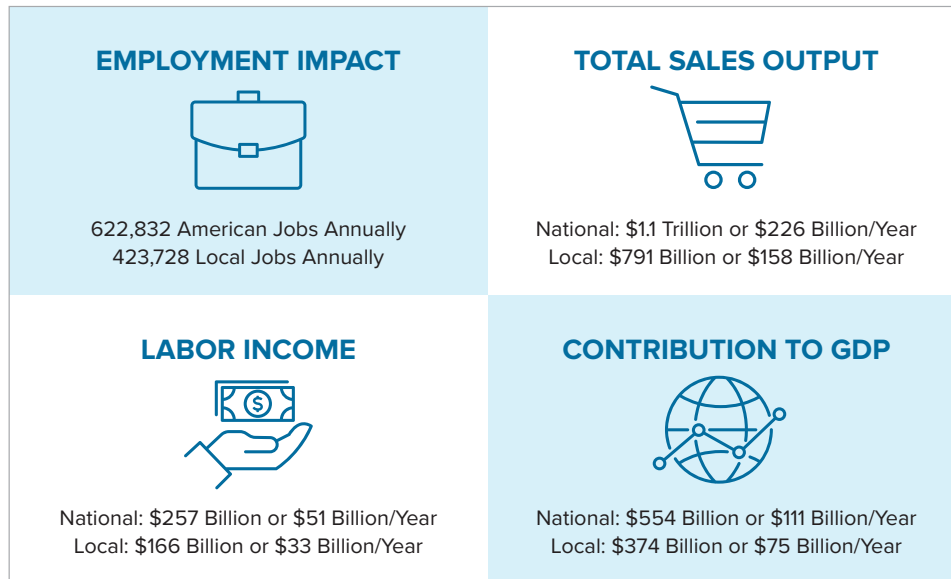 EMPLOYMENT IMPACT
622,832 American Jobs Annually
423,728 Local Jobs Annually
TOTAL SALES OUTPUT
National: $1.1 Trillion or $226 Billion/Year
Local: $791 Billion or $158 Billion/Year
LABOR INCOME
$
National: $257 Billion or $51 Billion/Year
Local: $166 Billion or $33 Billion/Year
CONTRIBUTION TO GDP
National: $554 Billion or $111 Billion/Year
Local: $374 Billion or $75 Billion/Year